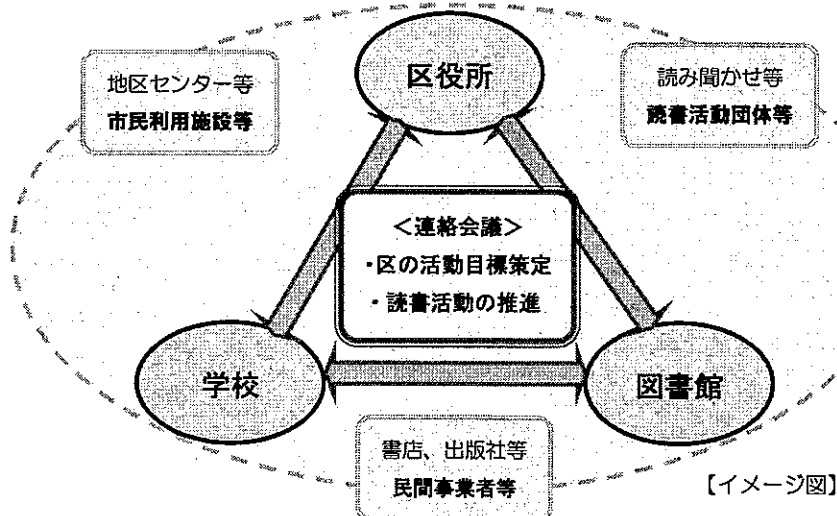 区役所
地区センター等
市民利用施設等
読み聞かせ等
読書活動団体等
＜連絡会議＞
・区の活動目標策定
・読書活動の推進
学校
図書館
書店、出版社等
民間事業者等
【イメージ図】